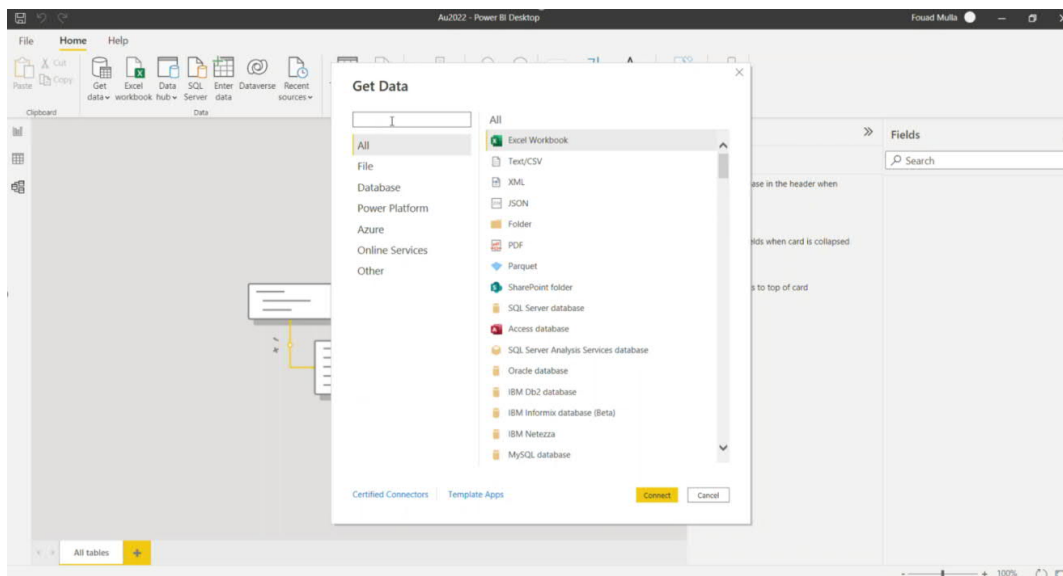 Au2022 - Power BI Desktop
Fouad Mulla
File Home Help
Paste
Cut
Copy
Get data
Excel workbook
Data hub
SQL Server
Enter data
Dataverse
Recent sources
Clipboard
Data
Get Data
All
File
Database
Power Platform
Azure
Online Services
Other
All
Excel Workbook
Text/CSV
XML
JSON
Folder
PDF
Parquet
SharePoint folder
SQL Server database
Access database
SQL Server Analysis Services database
Oracle database
IBM Db2 database
IBM Informix database (Beta)
IBM Netezza
MySQL database
Certified Connectors
Template Apps
Connect
Cancel
Fields
Search
ase in the header when
lds when card is collapsed
s to top of card
All tables
100%